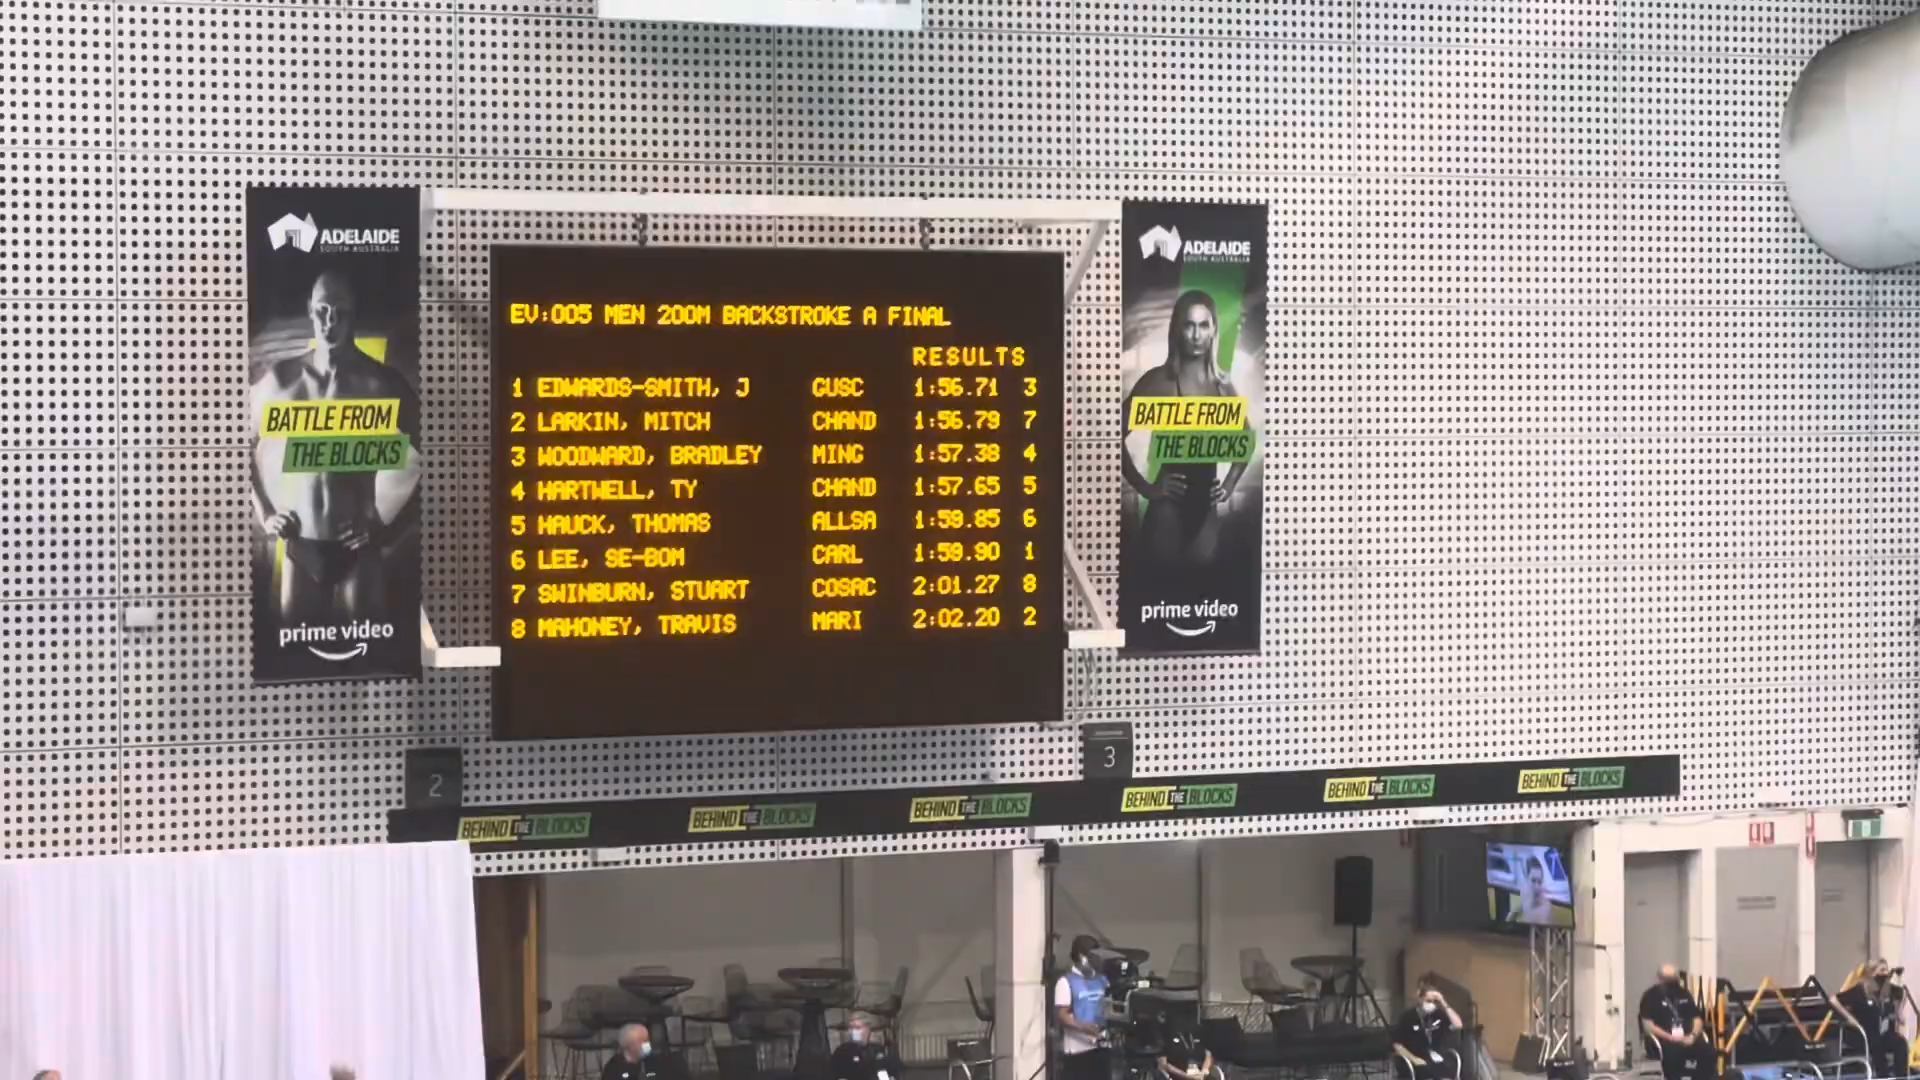 ADELAIDE
SOUTH AUSTRALIA
BATTLE FROM
THE BLOCKS
prime video
EV:005 MEN 200M BACKSTROKE A FINAL
RESULTS
1 EDWARDS-SMITH, J GUSC 1:56.71 3
2 LARKIN, MITCH CHAND 1:56.79 7
3 WOODWARD, BRADLEY MING 1:57.38 4
4 HARTWELL, TY CHAND 1:57.65 5
5 HAUCK, THOMAS ALLSA 1:59.85 6
6 LEE, SE-BOM CARL 1:59.90 1
7 SWINBURN, STUART COSAC 2:01.27 8
8 MAHONEY, TRAVIS MARI 2:02.20 2
ADELAIDE
SOUTH AUSTRALIA
BATTLE FROM
THE BLOCKS
prime video
2
3
BEHIND THE BLOCKS
BEHIND THE BLOCKS
BEHIND THE BLOCKS
BEHIND THE BLOCKS
BEHIND THE BLOCKS
BEHIND THE BLOCKS